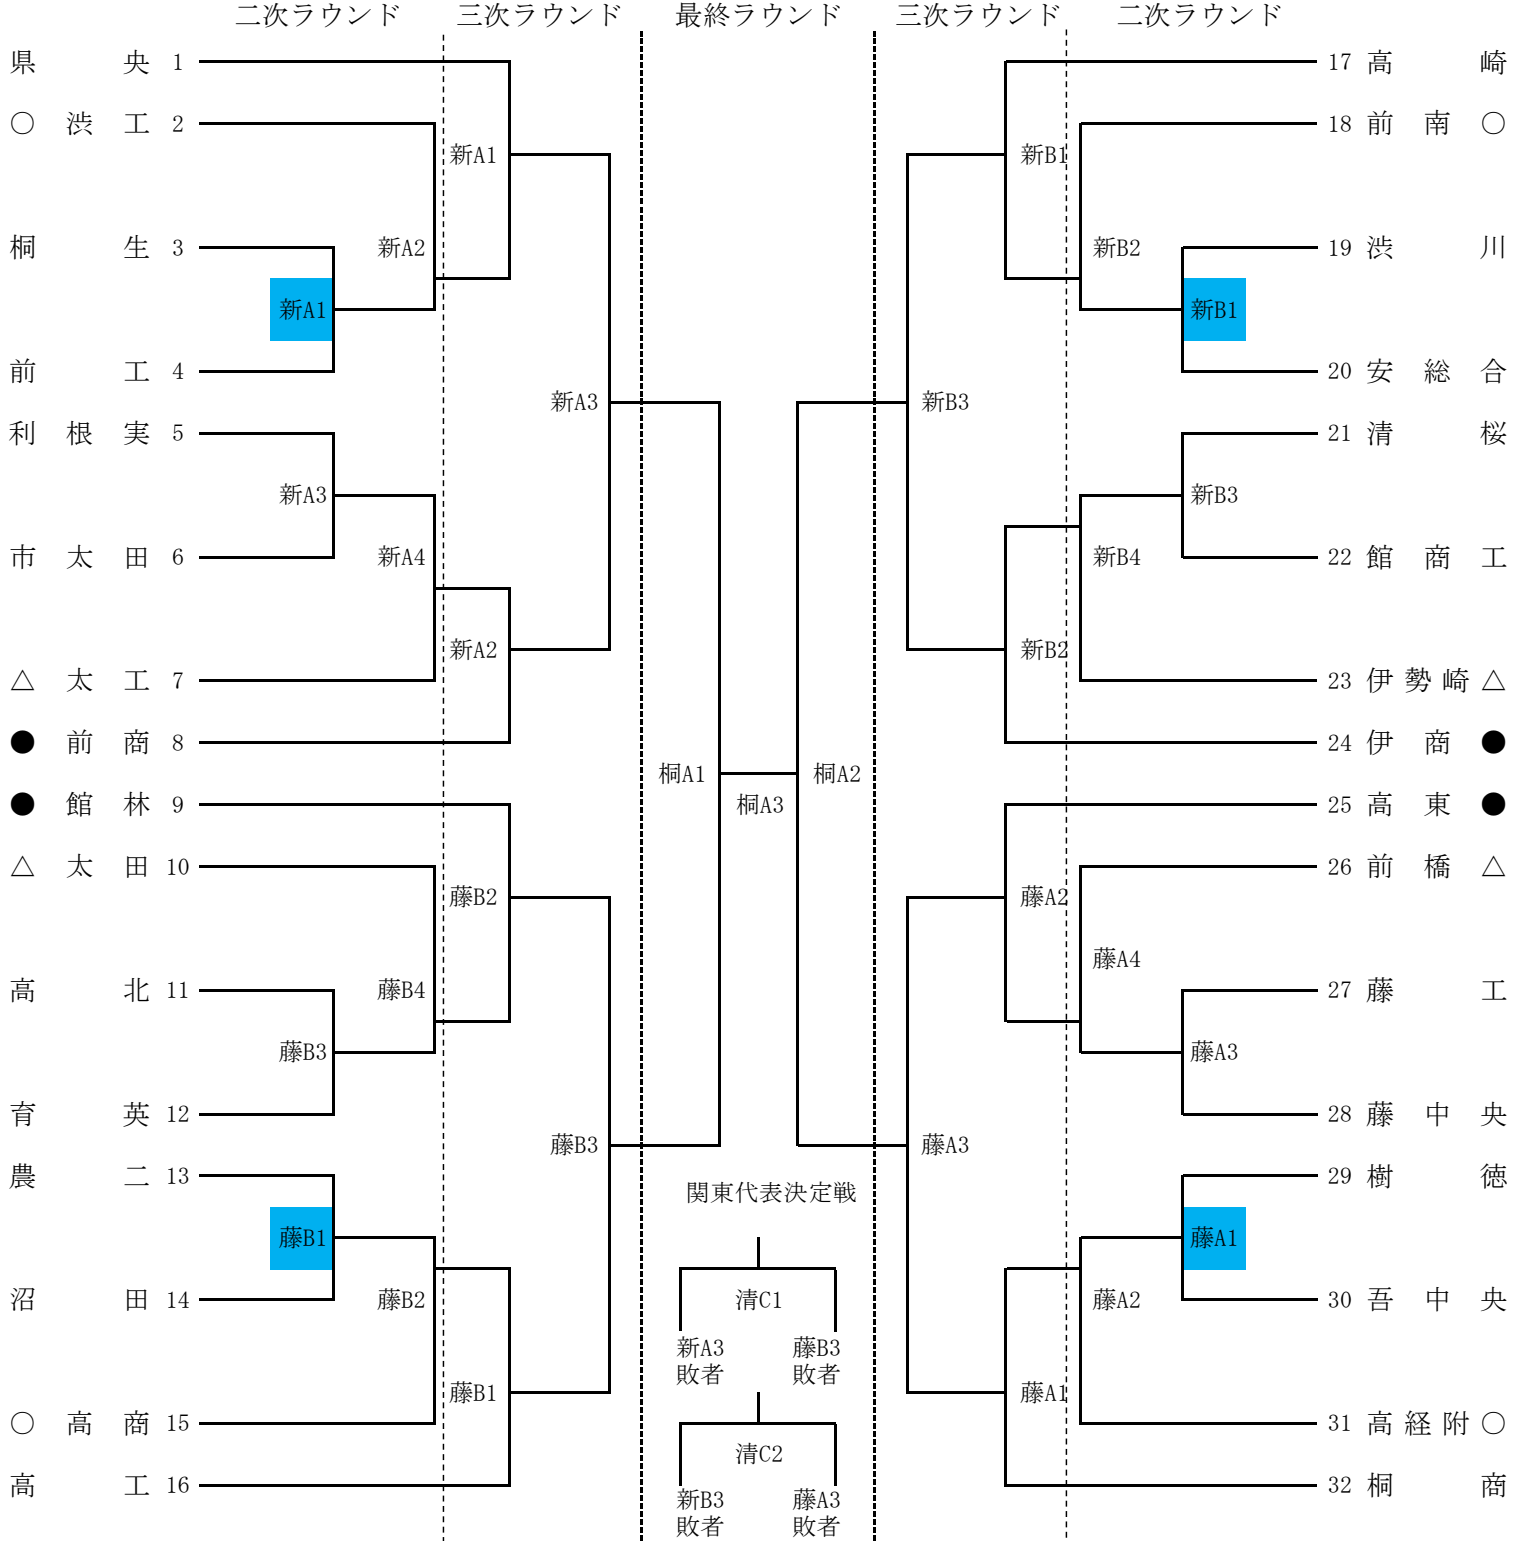 二次ラウンド 三次ラウンド 最終ラウンド 三次ラウンド 二次ラウンド
県央 1 17 高崎
○ 渋工 2 18 前南 ○
新A1 新B1
桐生 3 新A2 新B2 19 渋川
新A1 新B1
前工 4 20 安総合
新A3 新B3
利根実 5 21 清桜
新A3 新B3
市太田 6 新A4 新B4 22 館商工
新A2 新B2
△ 太工 7 23 伊勢崎 △
● 前商 8 24 伊商 ●
桐A1 桐A2
● 館林 9 桐A3 25 高東 ●
△ 太田 10 26 前橋 △
藤B2 藤A2
藤A4
高北 11 藤B4 27 藤工
藤B3 藤A3
育英 12 28 藤中央
藤B3 藤A3
農二 13 29 樹徳
関東代表決定戦
藤B1 藤A1
沼田 14 藤B2 清C1 藤A2 30 吾中央
新A3 藤B3
敗者 敗者
藤B1 藤A1
○ 高商 15 31 高経附 ○
清C2
高工 16 32 桐商
新B3 藤A3
敗者 敗者